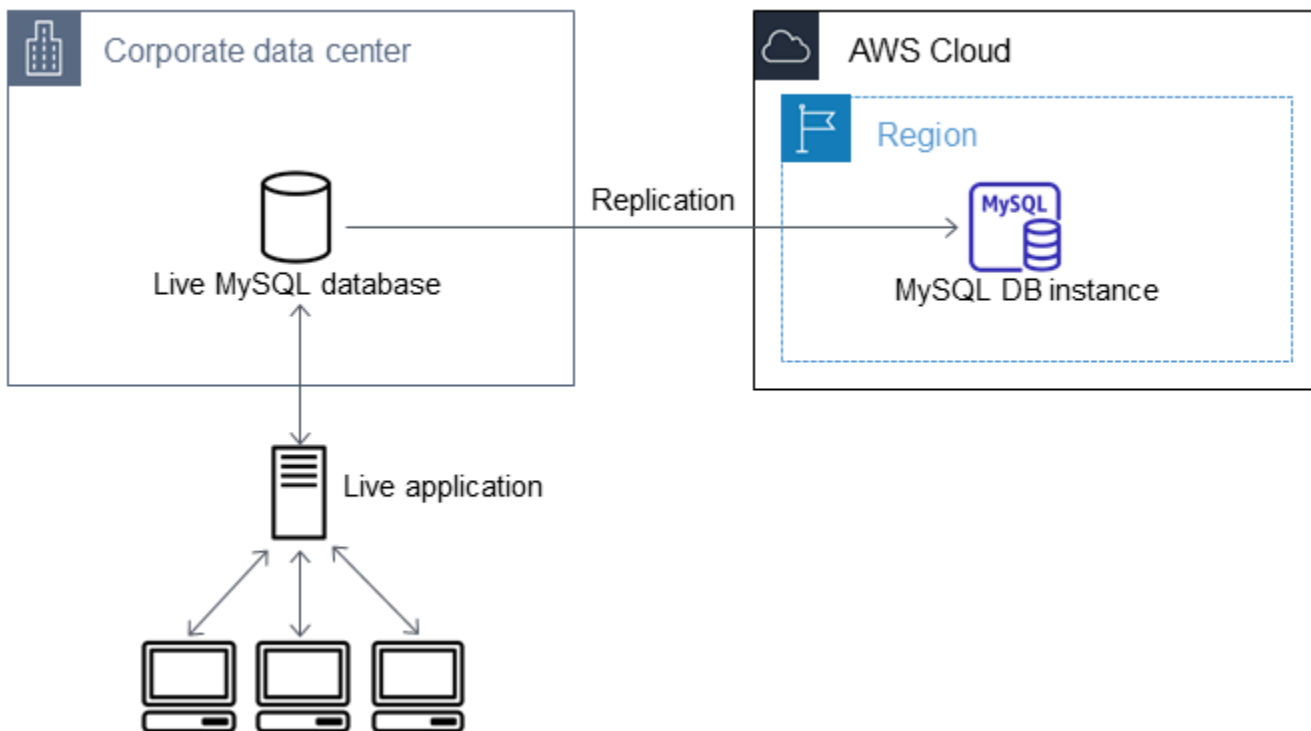 Corporate data center
AWS Cloud
Region
Replication
MySQL
Live MySQL database
MySQL DB instance
Live application